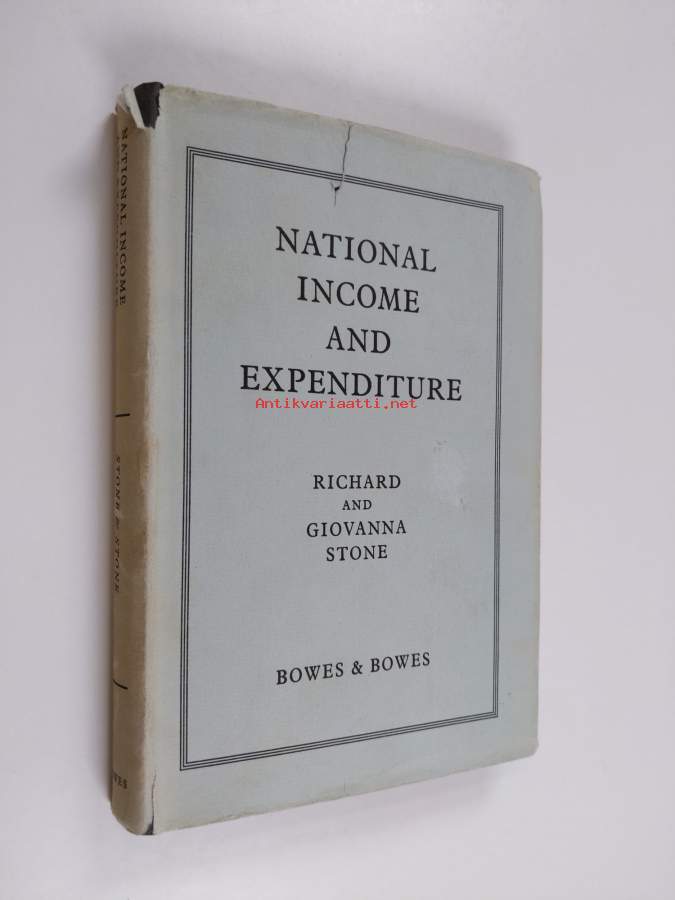 NATIONAL
INCOME
AND
EXPENDITURE
Antikvariaatti.net
RICHARD
AND
GIOVANNA
STONE
BOWES & BOWES
NATIONAL INCOME
STONE & STONE